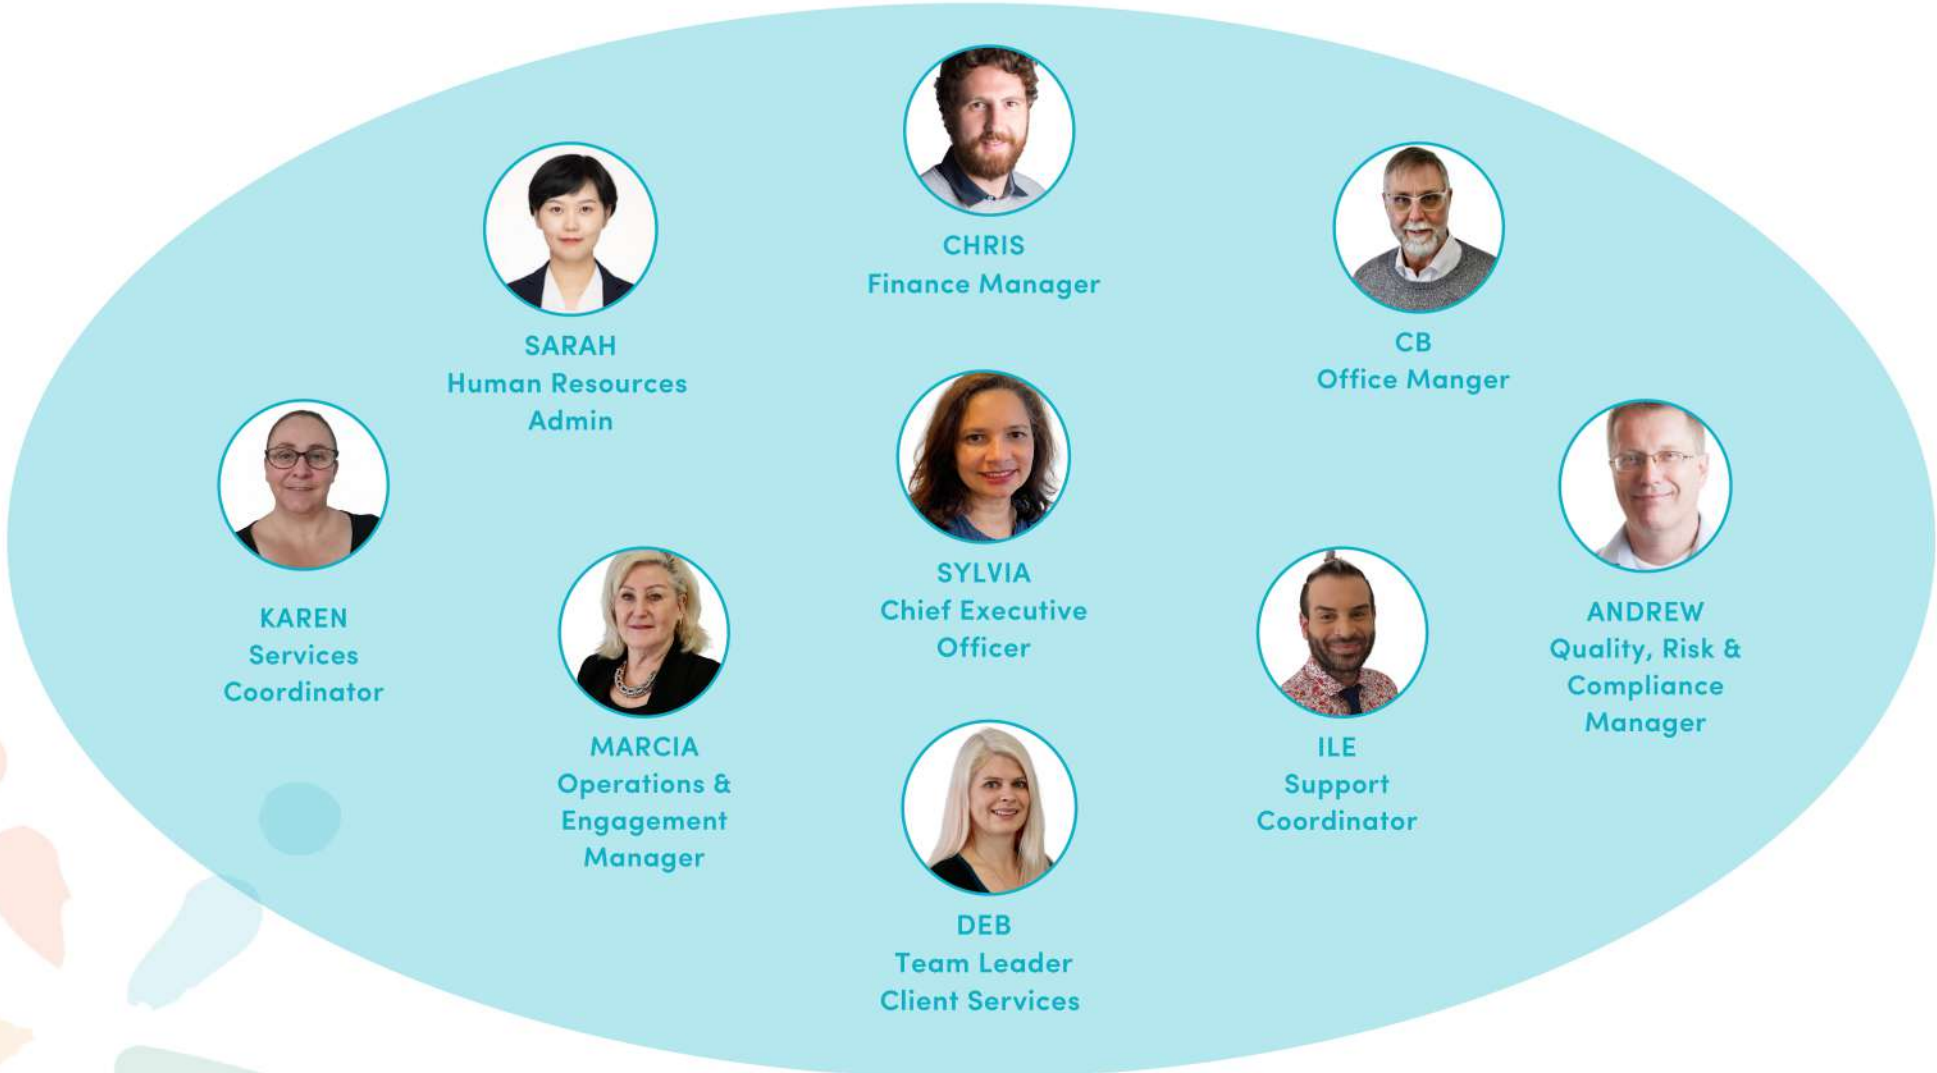 CHRIS
Finance Manager
SARAH
Human Resources
Admin
CB
Office Manger
KAREN
Services
Coordinator
SYLVIA
Chief Executive
Officer
ANDREW
Quality, Risk &
Compliance
Manager
MARCIA
Operations &
Engagement
Manager
ILE
Support
Coordinator
DEB
Team Leader
Client Services